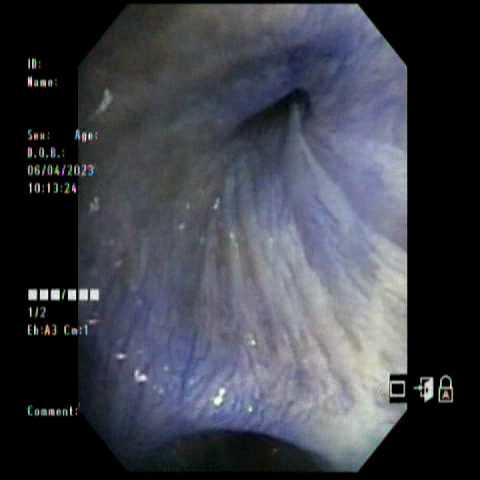 ID:
Name:
Sex: Age:
D.O.B.:
06/04/2023
10:13:24
■■■/■■■
1/2
Eh:A3 Cm:1
Comment:
A